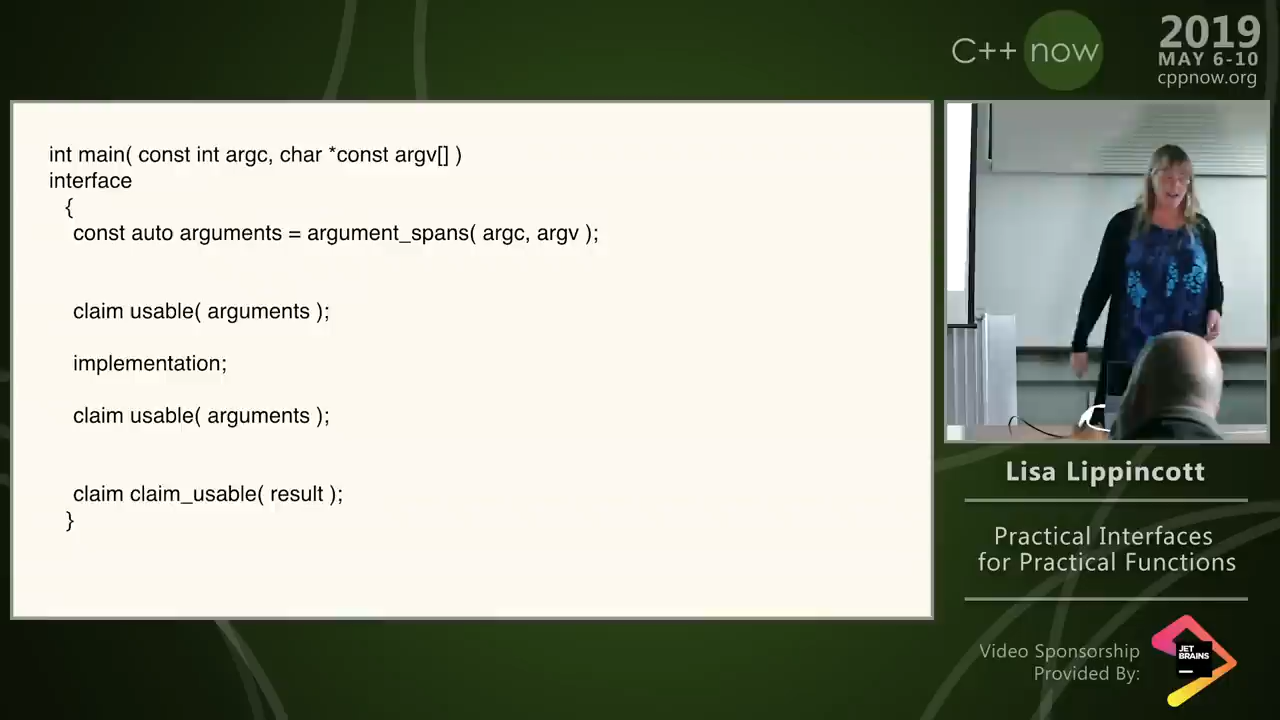 C++ now
2019
MAY 6-10
cppnow.org
int main( const int argc, char *const argv[] )
interface
{
const auto arguments = argument_spans( argc, argv );
claim usable( arguments );
implementation;
claim usable( arguments );
claim claim_usable( result );
}
Lisa Lippincott
Practical Interfaces
for Practical Functions
Video Sponsorship
Provided By:
JET
BRAINS